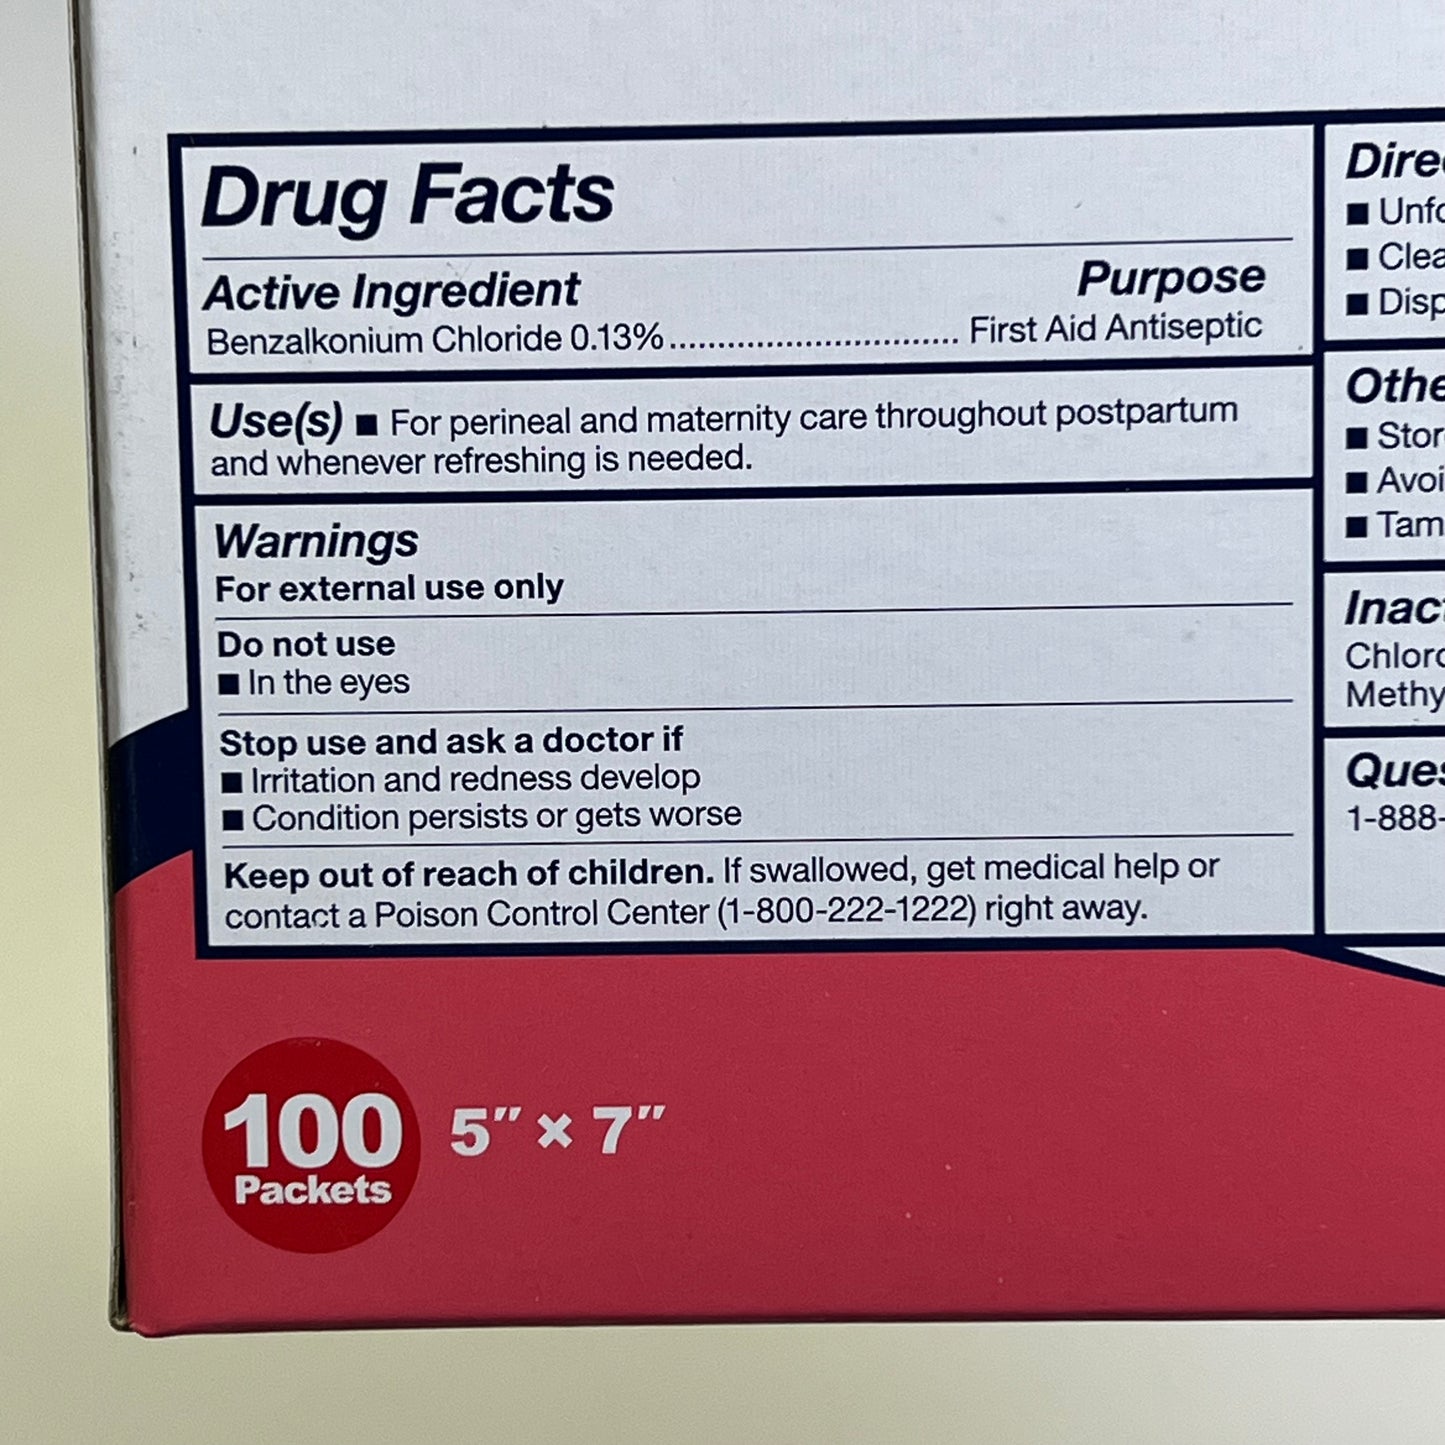 Drug Facts
Active Ingredient Purpose
Benzalkonium Chloride 0.13%.............................. First Aid Antiseptic
Use(s) ■ For perineal and maternity care throughout postpartum
and whenever refreshing is needed.
Warnings
For external use only
Do not use
■ In the eyes
Stop use and ask a doctor if
■ Irritation and redness develop
■ Condition persists or gets worse
Keep out of reach of children. If swallowed, get medical help or
contact a Poison Control Center (1-800-222-1222) right away.
100
Packets
5" × 7"
1-888-